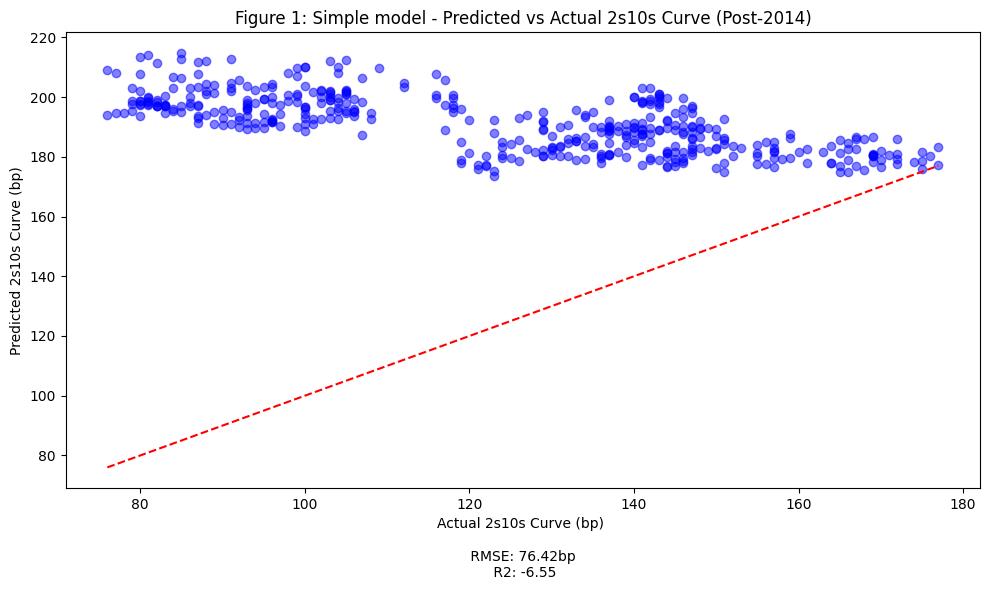 Figure 1: Simple model - Predicted vs Actual 2s10s Curve (Post-2014)
220
200
180
160
140
120
100
80
Predicted 2s10s Curve (bp)
80 100 120 140 160 180
Actual 2s10s Curve (bp)
RMSE: 76.42bp
R2: -6.55